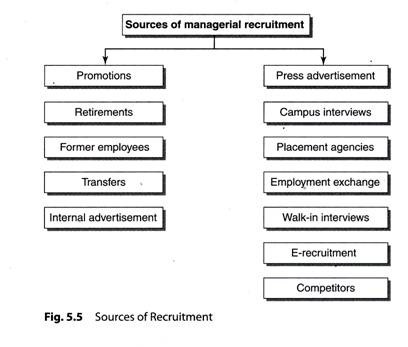 Sources of managerial recruitment
Promotions
Retirements
Former employees
Transfers
Internal advertisement
Press advertisement
Campus interviews
Placement agencies
Employment exchange
Walk-in interviews
E-recruitment
Competitors
Fig. 5.5 Sources of Recruitment